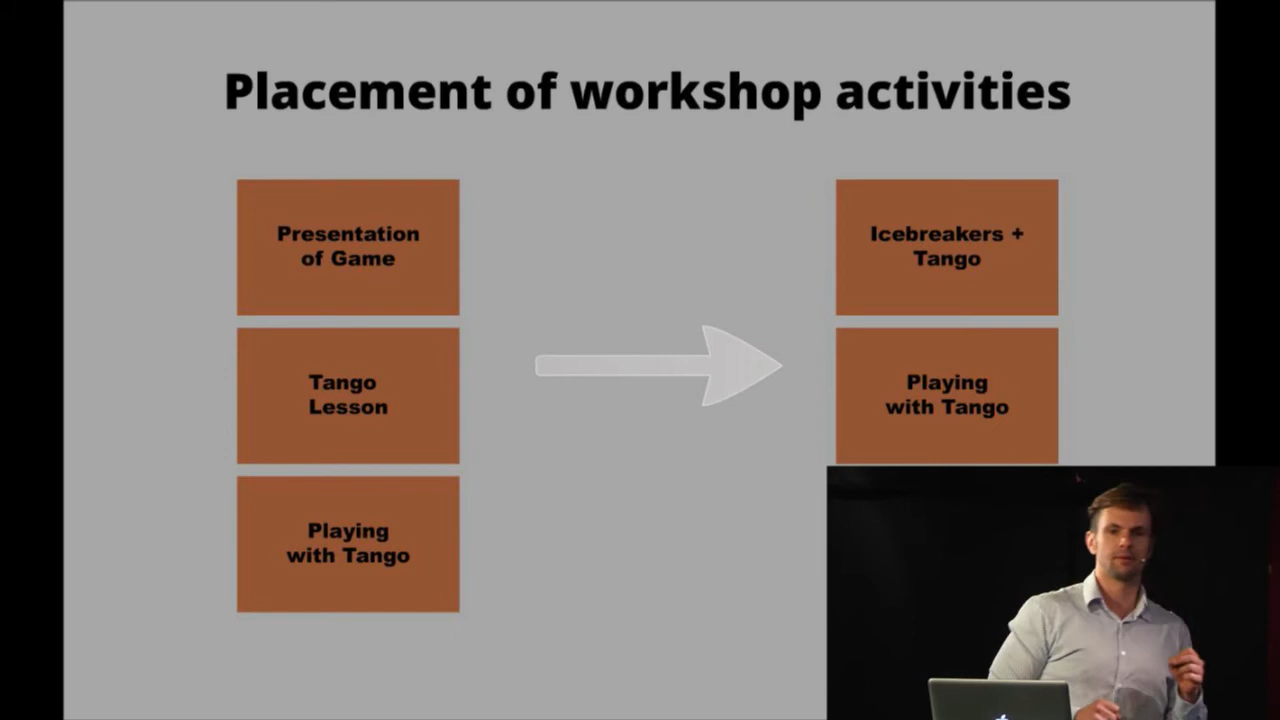 Placement of workshop activities
Presentation
of Game
Tango
Lesson
Playing
with Tango
Icebreakers +
Tango
Playing
with Tango